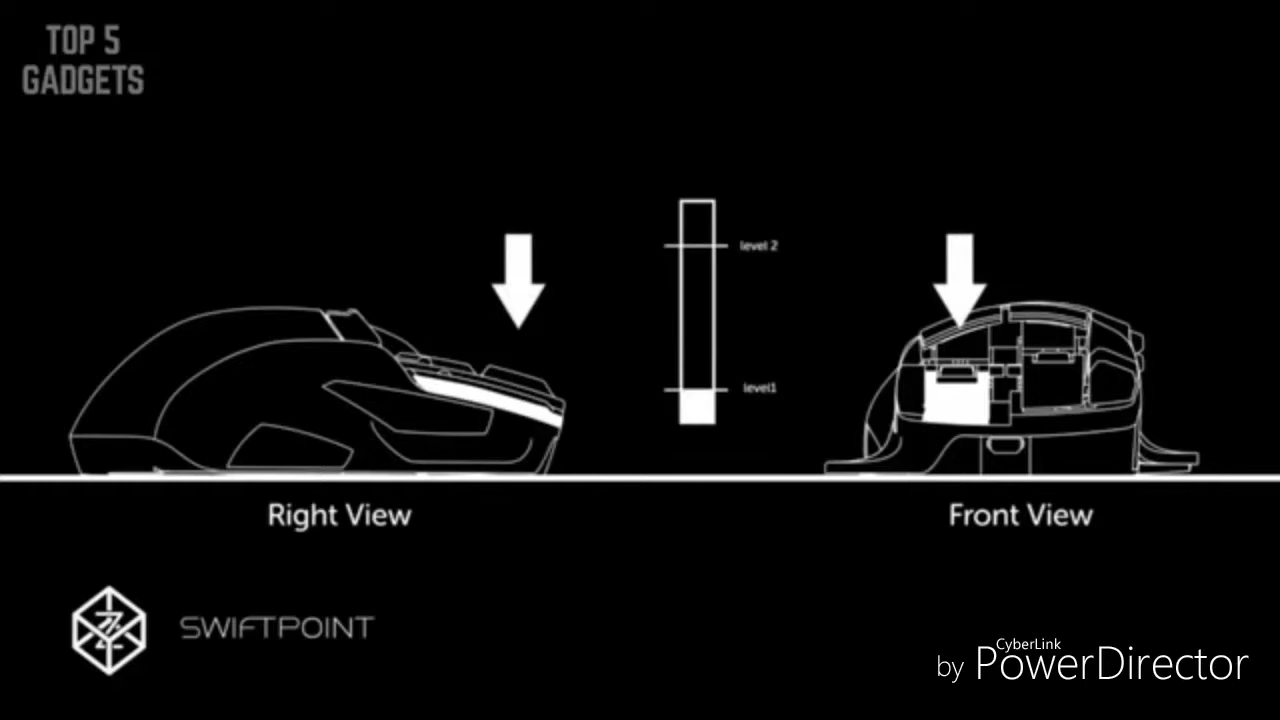 TOP 5
GADGETS
level 2
level1
Right View
Front View
SWIFTPOINT
CyberLink
by PowerDirector